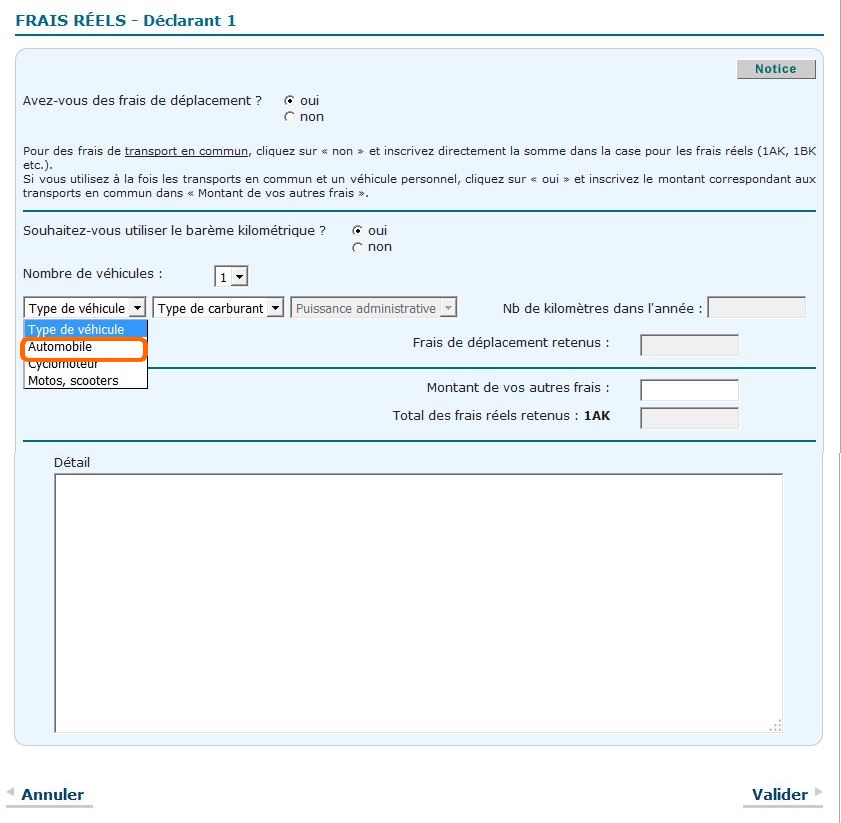 FRAIS RÉELS - Déclarant 1
Notice
Avez-vous des frais de déplacement ? oui
non
Pour des frais de transport en commun, cliquez sur « non » et inscrivez directement la somme dans la case pour les frais réels (1AK, 1BK
etc.).
Si vous utilisez à la fois les transports en commun et un véhicule personnel, cliquez sur « oui » et inscrivez le montant correspondant aux
transports en commun dans « Montant de vos autres frais ».
Souhaitez-vous utiliser le barème kilométrique ? oui
non
Nombre de véhicules : 1
Type de véhicule Type de carburant Puissance administrative Nb de kilomètres dans l'année :
Type de véhicule
Automobile
Cyclomoteur
Motos, scooters
Frais de déplacement retenus :
Montant de vos autres frais :
Total des frais réels retenus : 1AK
Détail
Annuler Valider